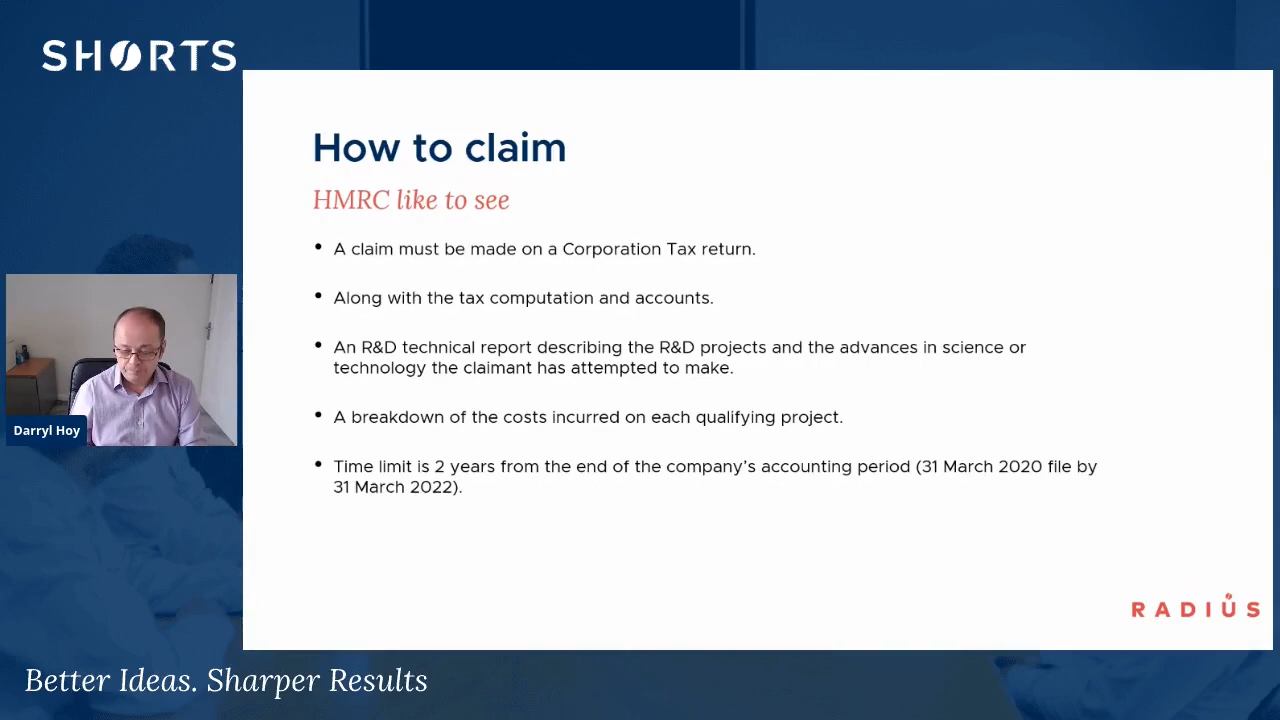 SHORTS
How to claim
HMRC like to see
• A claim must be made on a Corporation Tax return.
• Along with the tax computation and accounts.
• An R&D technical report describing the R&D projects and the advances in science or
technology the claimant has attempted to make.
• A breakdown of the costs incurred on each qualifying project.
• Time limit is 2 years from the end of the company’s accounting period (31 March 2020 file by
31 March 2022).
Darryl Hoy
RADIUS
Better Ideas. Sharper Results